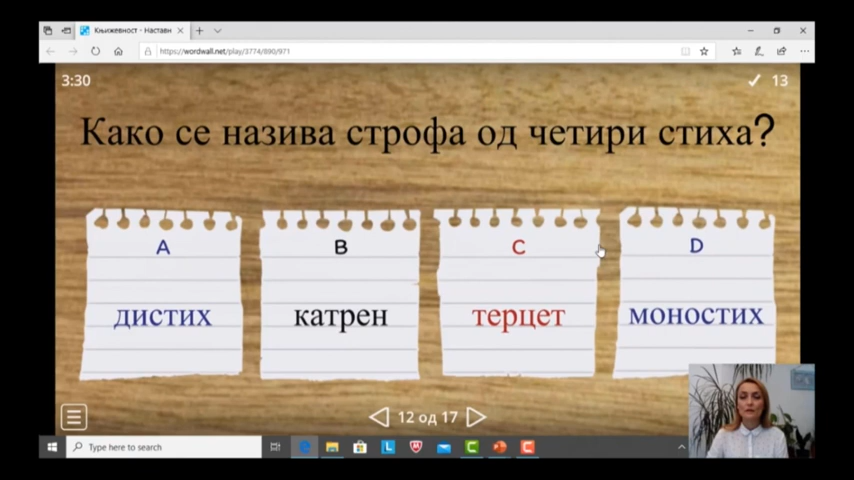 Књижевност - Наставн
https://wordwall.net/play/3774/890/971
3:30
13
Како се назива строфа од четири стиха?
A
B
C
D
дистих
катрен
терцет
моностих
12 од 17
Type here to search